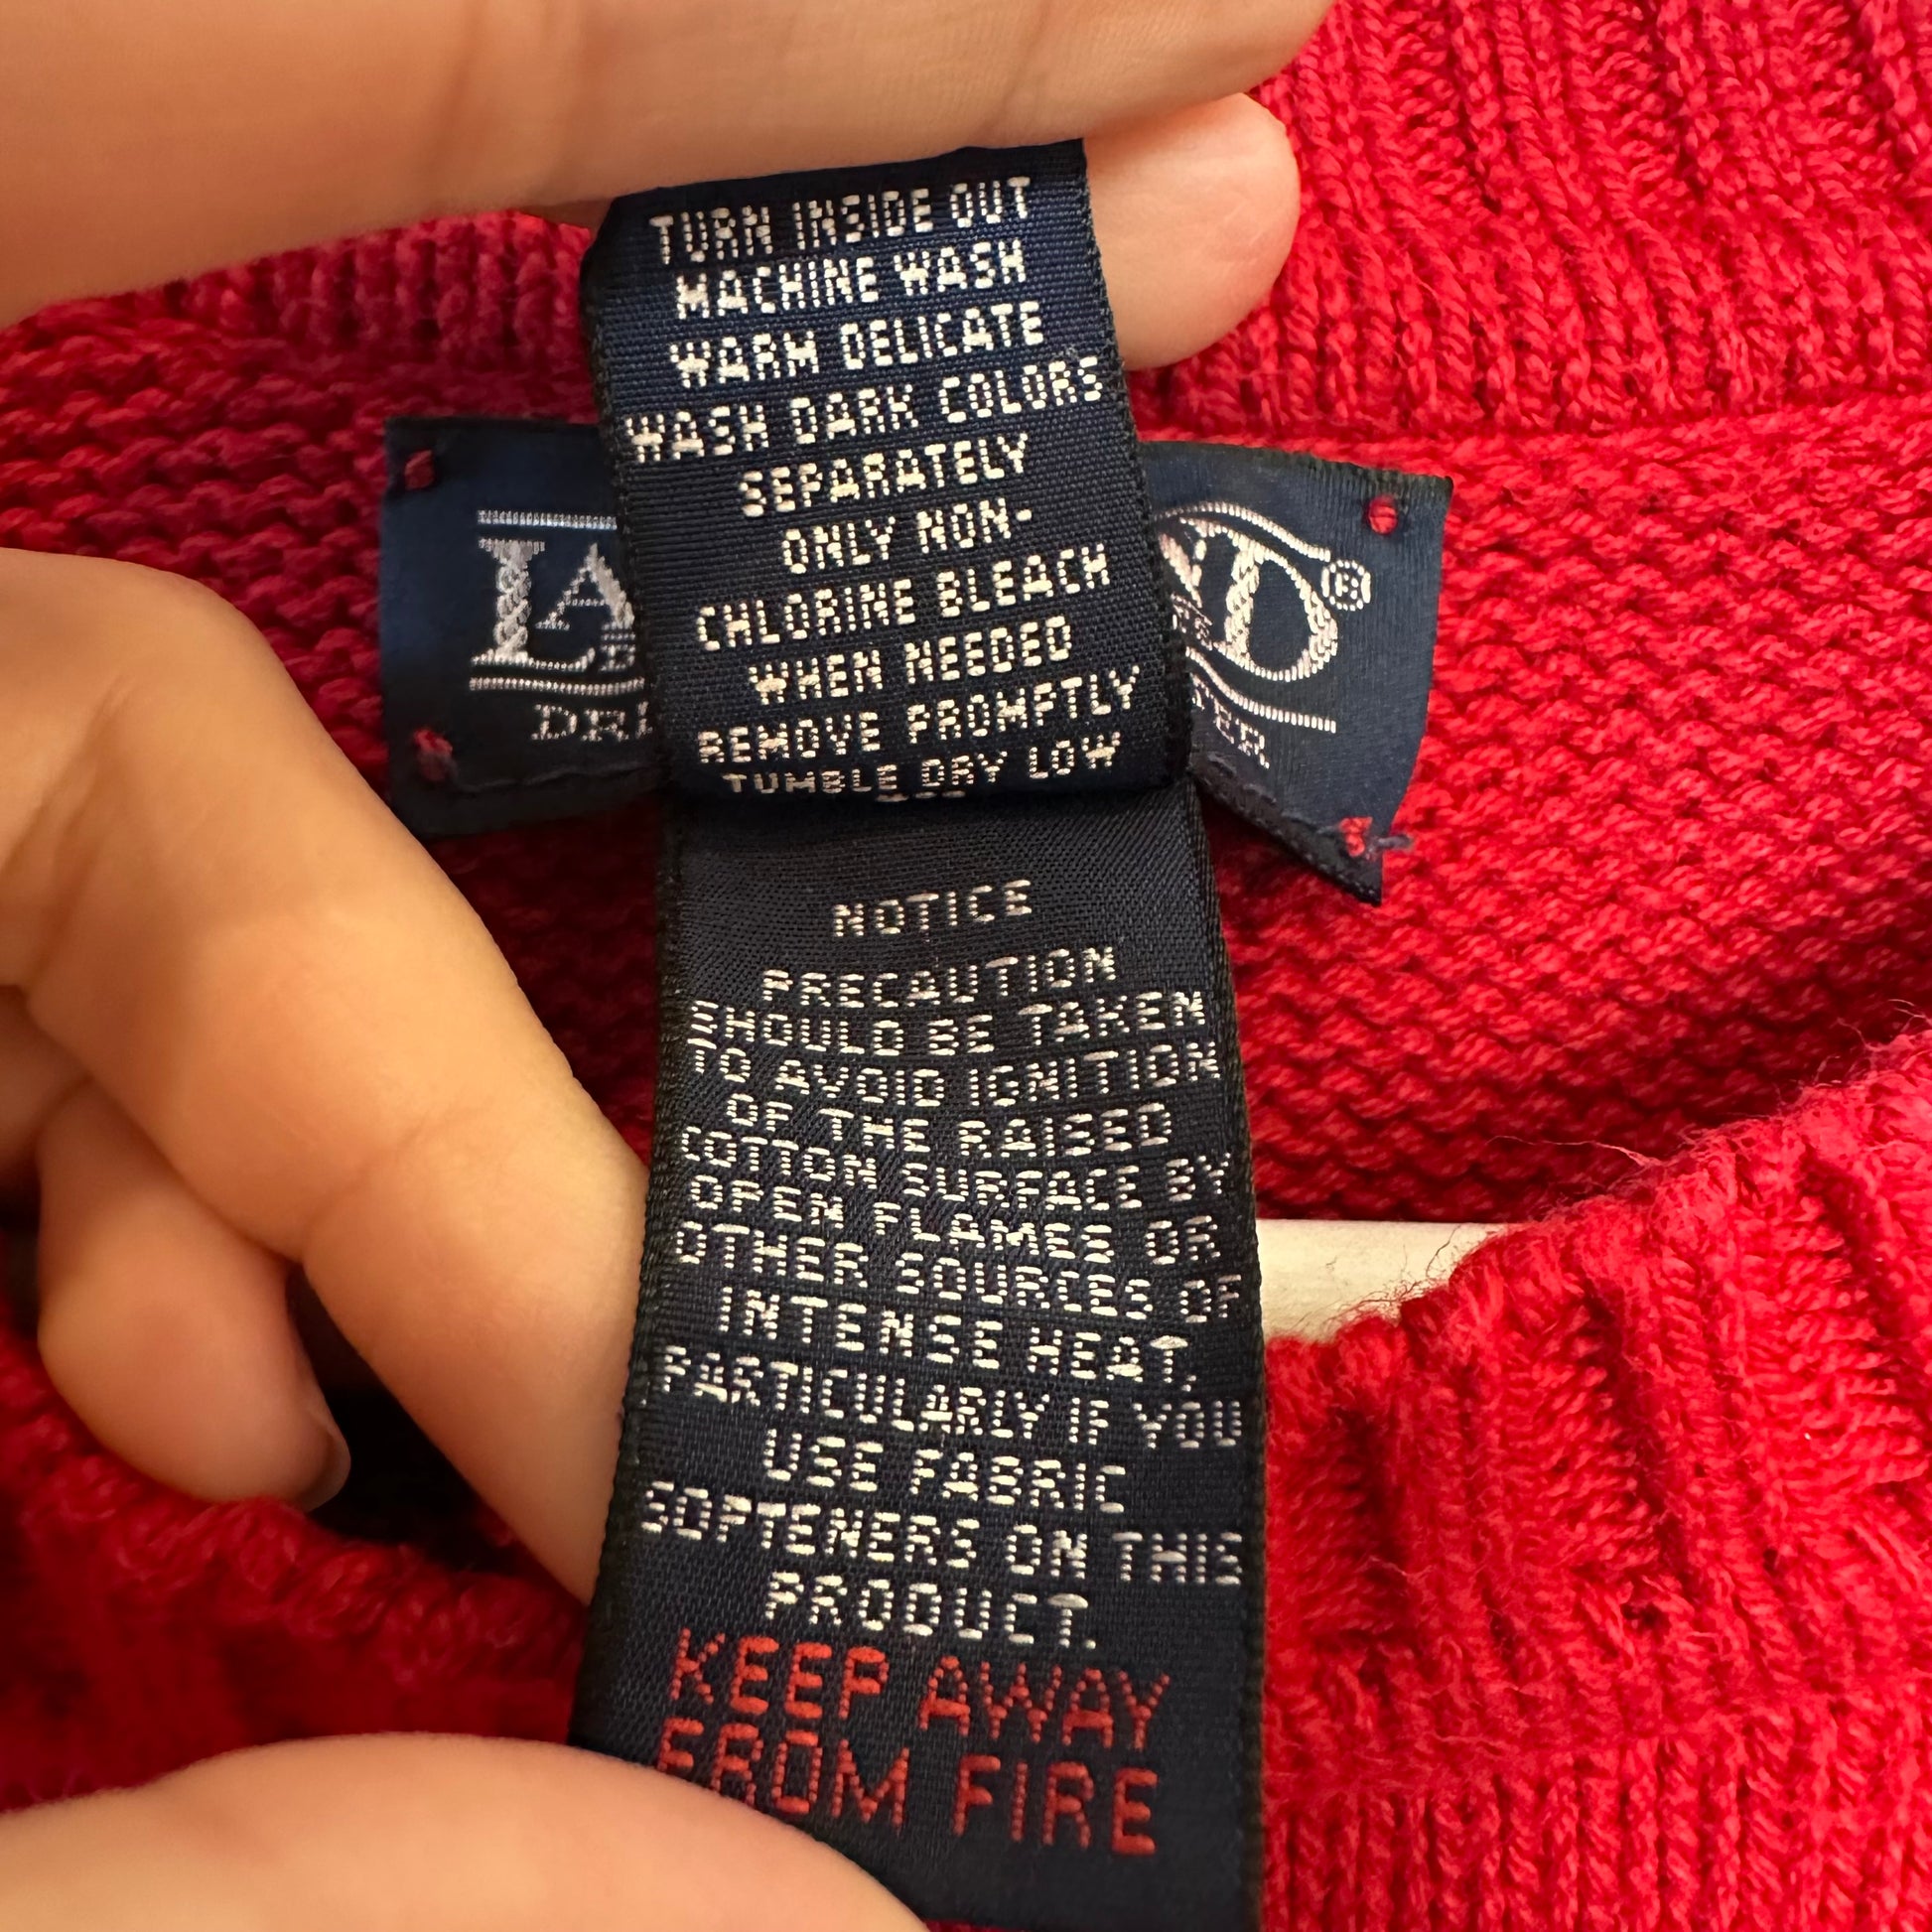 TURN INSIDE OUT
MACHINE WASH
WARM DELICATE
WASH DARK COLORS
SEPARATELY
ONLY NON-
CHLORINE BLEACH
WHEN NEEDED
REMOVE PROMPTLY
TUMBLE DRY LOW
NOTICE
PRECAUTION
SHOULD BE TAKEN
TO AVOID IGNITION
OF THE RAISED
COTTON SURFACE BY
OPEN FLAMES OR
OTHER SOURCES OF
INTENSE HEAT,
PARTICULARLY IF YOU
USE FABRIC
SOFTENERS ON THIS
PRODUCT.
KEEP AWAY
FROM FIRE